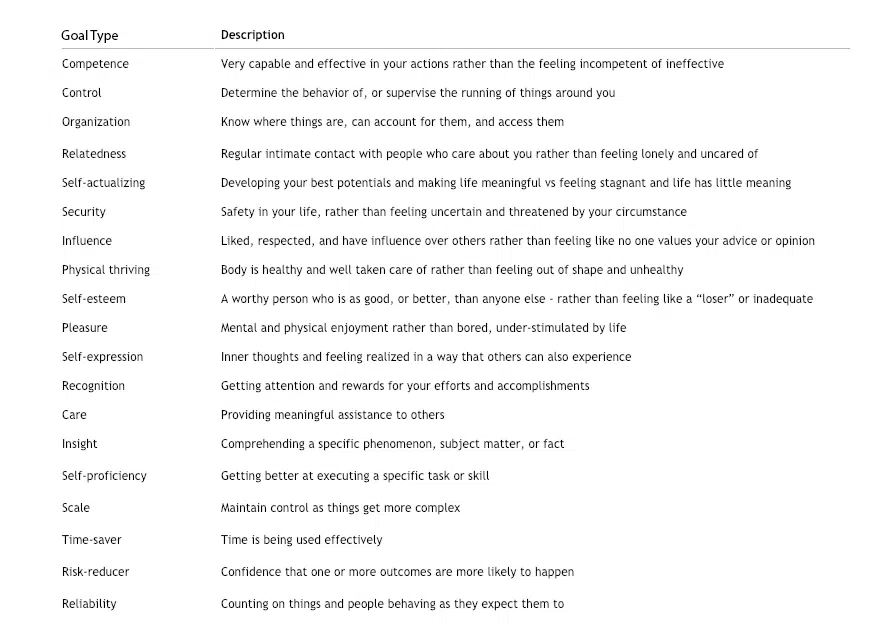 Goal Type Description
Competence Very capable and effective in your actions rather than the feeling incompetent of ineffective
Control Determine the behavior of, or supervise the running of things around you
Organization Know where things are, can account for them, and access them
Relatedness Regular intimate contact with people who care about you rather than feeling lonely and uncared of
Self-actualizing Developing your best potentials and making life meaningful vs feeling stagnant and life has little meaning
Security Safety in your life, rather than feeling uncertain and threatened by your circumstance
Influence Liked, respected, and have influence over others rather than feeling like no one values your advice or opinion
Physical thriving Body is healthy and well taken care of rather than feeling out of shape and unhealthy
Self-esteem A worthy person who is as good, or better, than anyone else - rather than feeling like a “loser” or inadequate
Pleasure Mental and physical enjoyment rather than bored, under-stimulated by life
Self-expression Inner thoughts and feeling realized in a way that others can also experience
Recognition Getting attention and rewards for your efforts and accomplishments
Care Providing meaningful assistance to others
Insight Comprehending a specific phenomenon, subject matter, or fact
Self-proficiency Getting better at executing a specific task or skill
Scale Maintain control as things get more complex
Time-saver Time is being used effectively
Risk-reducer Confidence that one or more outcomes are more likely to happen
Reliability Counting on things and people behaving as they expect them to